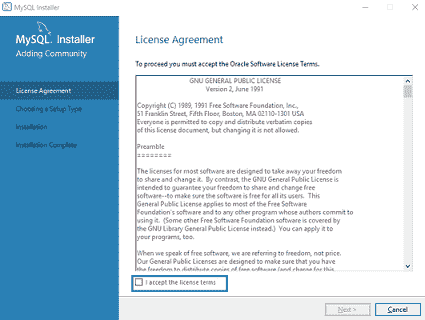 MySQL Installer
MySQL. Installer
Adding Community
License Agreement
Choosing a Setup Type
Installation
Installation Complete
License Agreement
To proceed you must accept the Oracle Software License Terms.
GNU GENERAL PUBLIC LICENSE
Version 2, June 1991
Copyright (C) 1989, 1991 Free Software Foundation, Inc.,
51 Franklin Street, Fifth Floor, Boston, MA 02110-1301 USA
Everyone is permitted to copy and distribute verbatim copies
of this license document, but changing it is not allowed.
Preamble
========
The licenses for most software are designed to take away your freedom
to share and change it. By contrast, the GNU General Public License is
intended to guarantee your freedom to share and change free
software--to make sure the software is free for all its users. This
General Public License applies to most of the Free Software
Foundation's software and to any other program whose authors commit to
using it. (Some other Free Software Foundation software is covered by
the GNU Library General Public License instead.) You can apply it to
your programs, too.
When we speak of free software, we are referring to freedom, not price.
Our General Public Licenses are designed to make sure that you have
the freedom to distribute copies of free software (and charge for this
I accept the license terms
Next >
Cancel